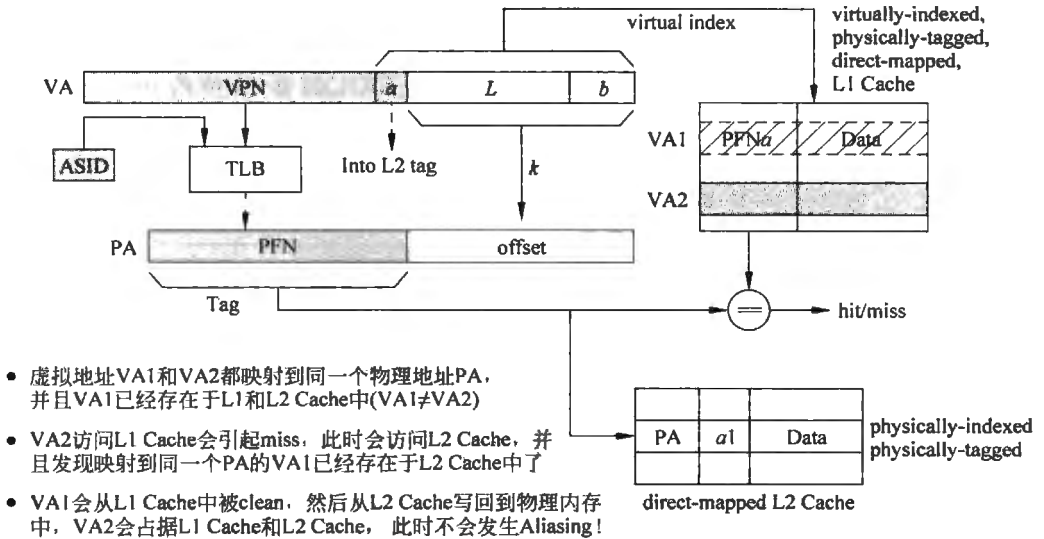 virtual index
virtually-indexed,
physically-tagged,
direct-mapped,
L1 Cache
VA
VPN
a
L
b
VA1
PFNa
Data
ASID
TLB
Into L2 tag
k
VA2
PA
PFN
offset
Tag
==
hit/miss
● 虚拟地址VA1和VA2都映射到同一个物理地址PA，
并且VA1已经存在于L1和L2 Cache中(VA1≠VA2)
● VA2访问L1 Cache会引起miss，此时会访问L2 Cache，并
且发现映射到同一个PA的VA1已经存在于L2 Cache中了
● VA1会从L1 Cache中被clean，然后从L2 Cache写回到物理内存
中，VA2会占据L1 Cache和L2 Cache， 此时不会发生Aliasing！
PA
a1
Data
physically-indexed
physically-tagged
direct-mapped L2 Cache